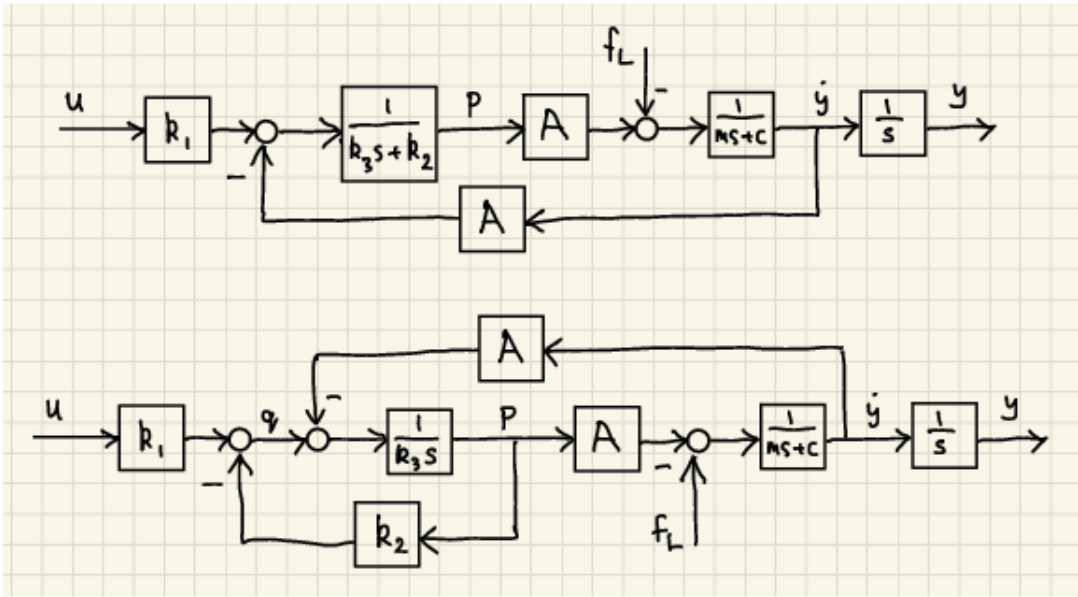 f_L
u k_1 1/(k_3s+k_2) p A - 1/(ms+c) ẏ 1/s y
-
A
A
-
u k_1 q 1/(k_3s) p A - 1/(ms+c) ẏ 1/s y
-
k_2 f_L